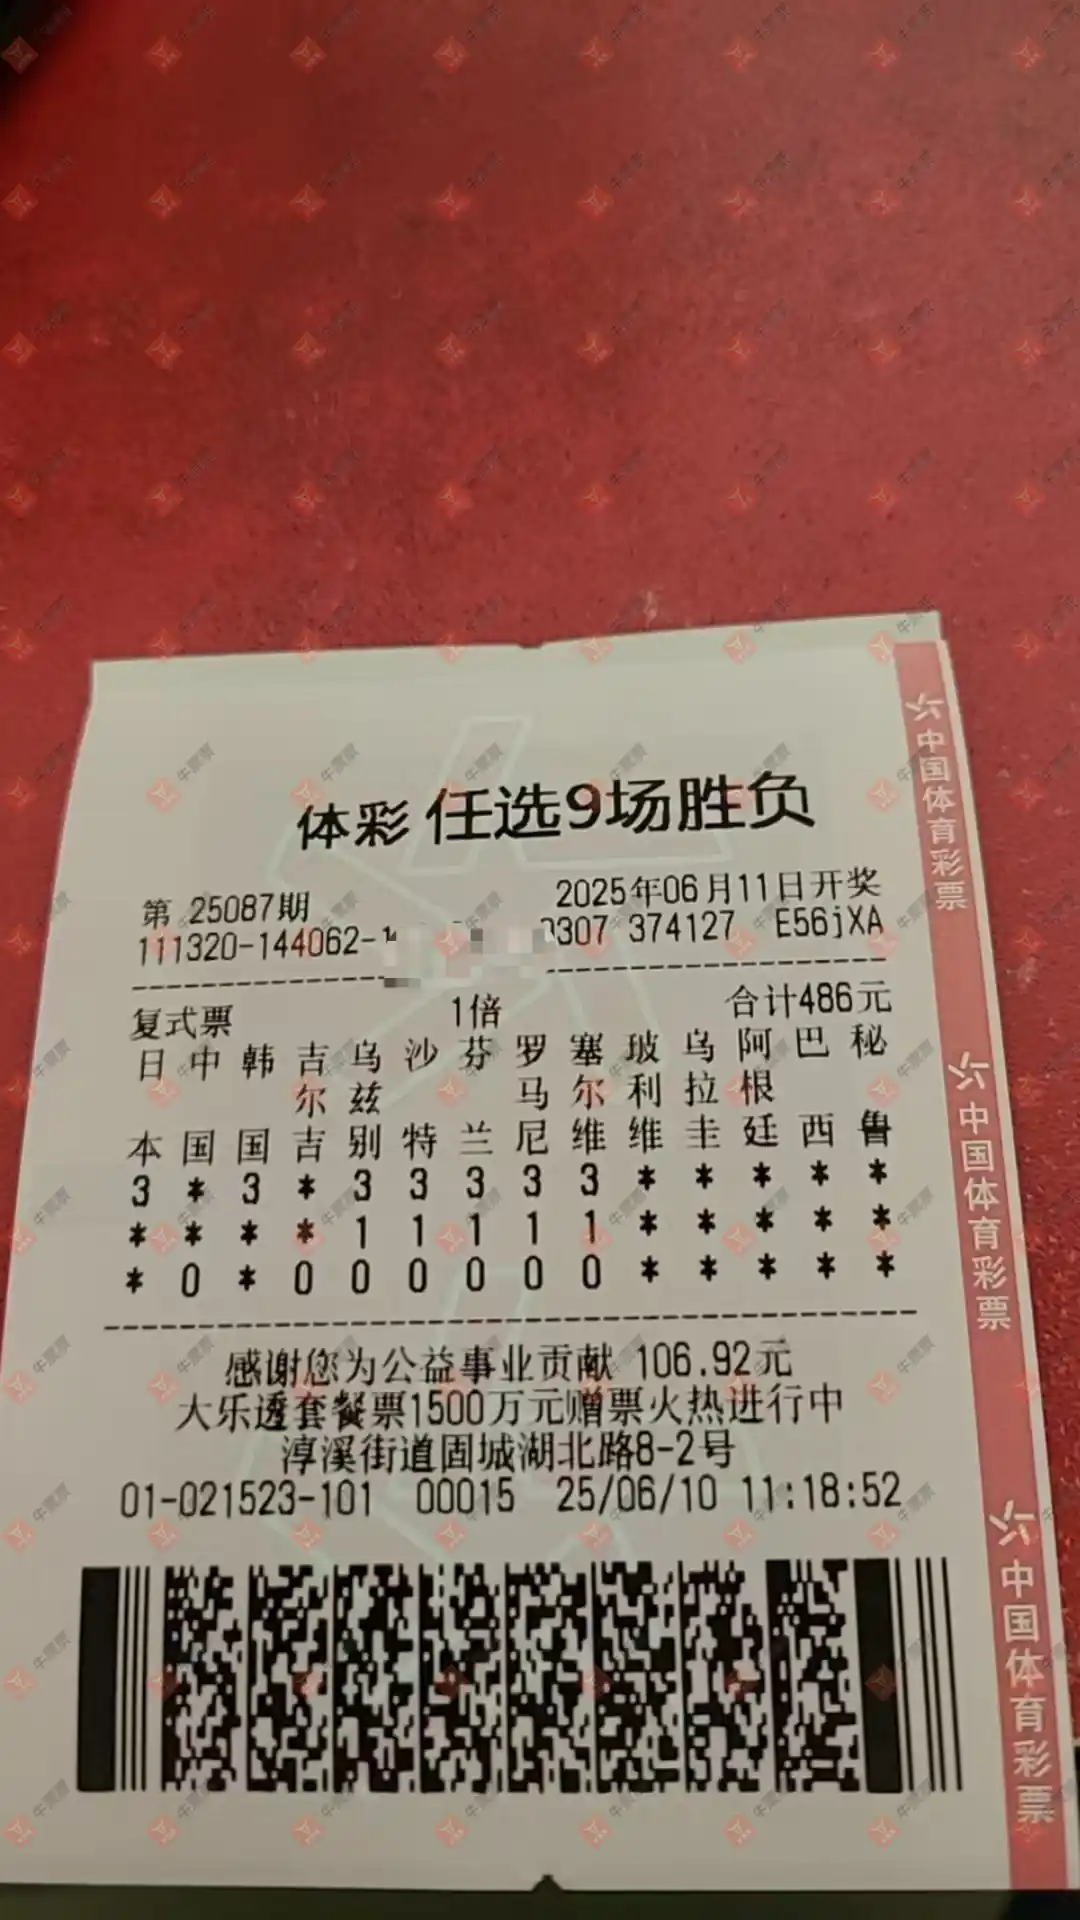 体彩 任选9场胜负
第 25087期 2025年06月11日开奖
111320-144062- 0307 374127 E56jXA
复式票 1倍 合计486元
日 中 韩 吉 乌 沙 芬 罗 塞 玻 乌 阿 巴 秘
尔 兹 马 尔 利 拉 根
本 国 国 吉 别 特 兰 尼 维 维 圭 廷 西 鲁
3 * 3 * 3 3 3 3 3 * * * * *
* * * * 1 1 1 1 1 * * * * *
* 0 * 0 0 0 0 0 0 * * * * *
感谢您为公益事业贡献 106.92元
大乐透套餐票1500万元赠票火热进行中
淳溪街道固城湖北路8-2号
01-021523-101 00015 25/06/10 11:18:52
中国体育彩票
中国体育彩票
中国体育彩票
牛票票